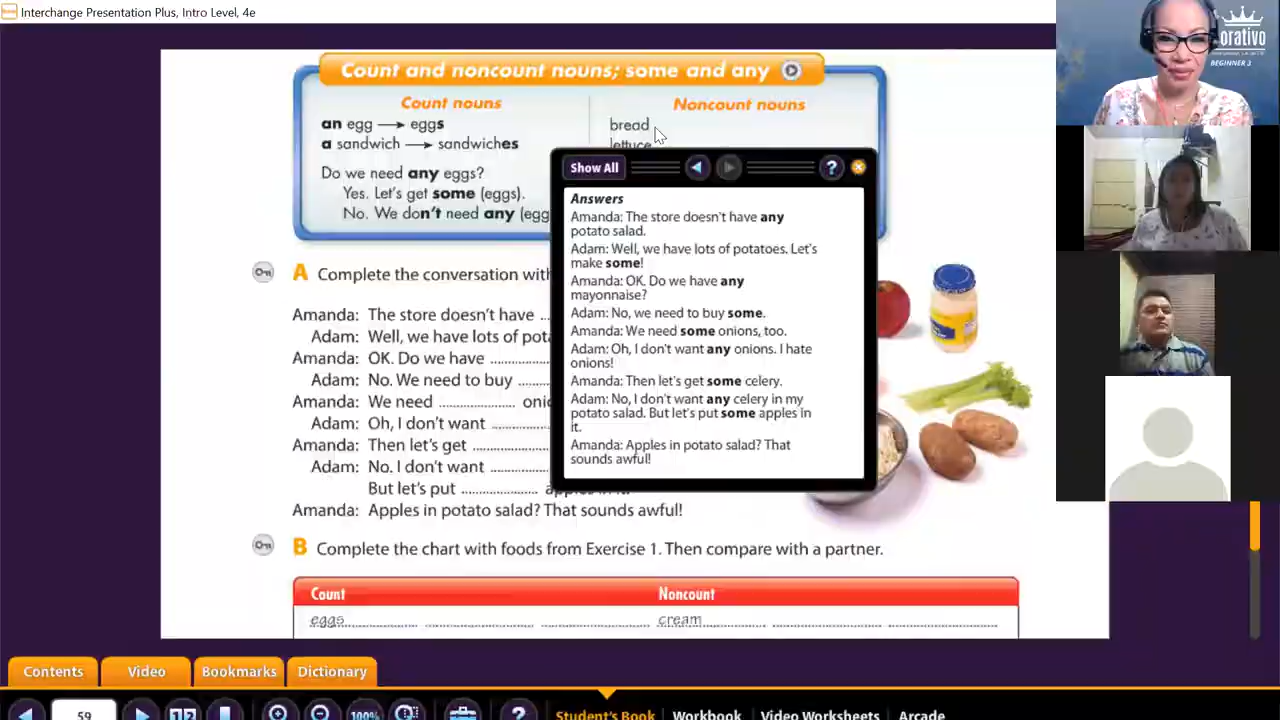 Interchange Presentation Plus, Intro Level, 4e
orativo
BEGINNER 3
Count and noncount nouns; some and any
Count nouns
Noncount nouns
an egg → eggs
bread
a sandwich → sandwiches
lettuce
Do we need any eggs?
Yes. Let's get some (eggs).
No. We don't need any (egg
Show All
?
Answers
Amanda: The store doesn't have any
potato salad.
Adam: Well, we have lots of potatoes. Let's
make some!
Amanda: OK. Do we have any
mayonnaise?
Adam: No, we need to buy some.
Amanda: We need some onions, too.
Adam: Oh, I don't want any onions. I hate
onions!
Amanda: Then let's get some celery.
Adam: No, I don't want any celery in my
potato salad. But let's put some apples in
it.
Amanda: Apples in potato salad? That
sounds awful!
A Complete the conversation with
Amanda: The store doesn't have ..
Adam: Well, we have lots of pota
Amanda: OK. Do we have ................
Adam: No. We need to buy ........
Amanda: We need .................. onio
Adam: Oh, I don't want .............
Amanda: Then let's get .................
Adam: No. I don't want ...............
But let's put .................. apples in it.
Amanda: Apples in potato salad? That sounds awful!
B Complete the chart with foods from Exercise 1. Then compare with a partner.
Count Noncount
eggs cream
Contents Video Bookmarks Dictionary
59 100% ? Student's Book Workbook Video Worksheets Arcade